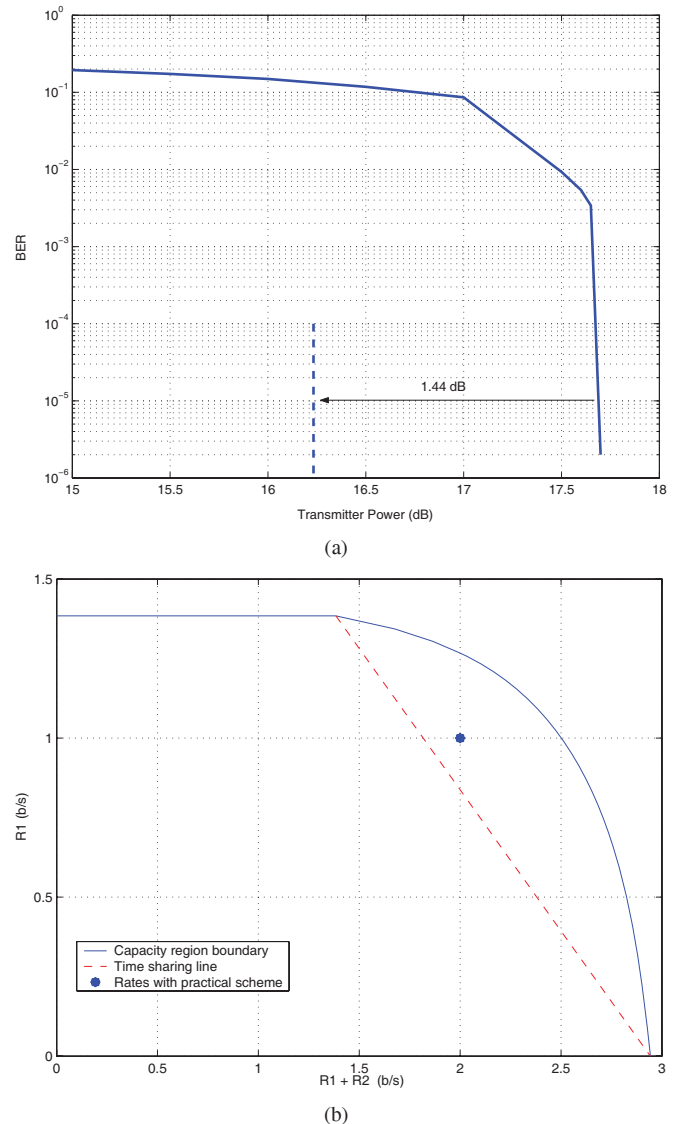 10^0
10^-1
10^-2
10^-3
10^-4
10^-5
10^-6
BER
1.44 dB
15 15.5 16 16.5 17 17.5 18
Transmitter Power (dB)
(a)
1.5
1
0.5
0
R1 (b/s)
Capacity region boundary
Time sharing line
Rates with practical scheme
0 0.5 1 1.5 2 2.5 3
R1 + R2 (b/s)
(b)